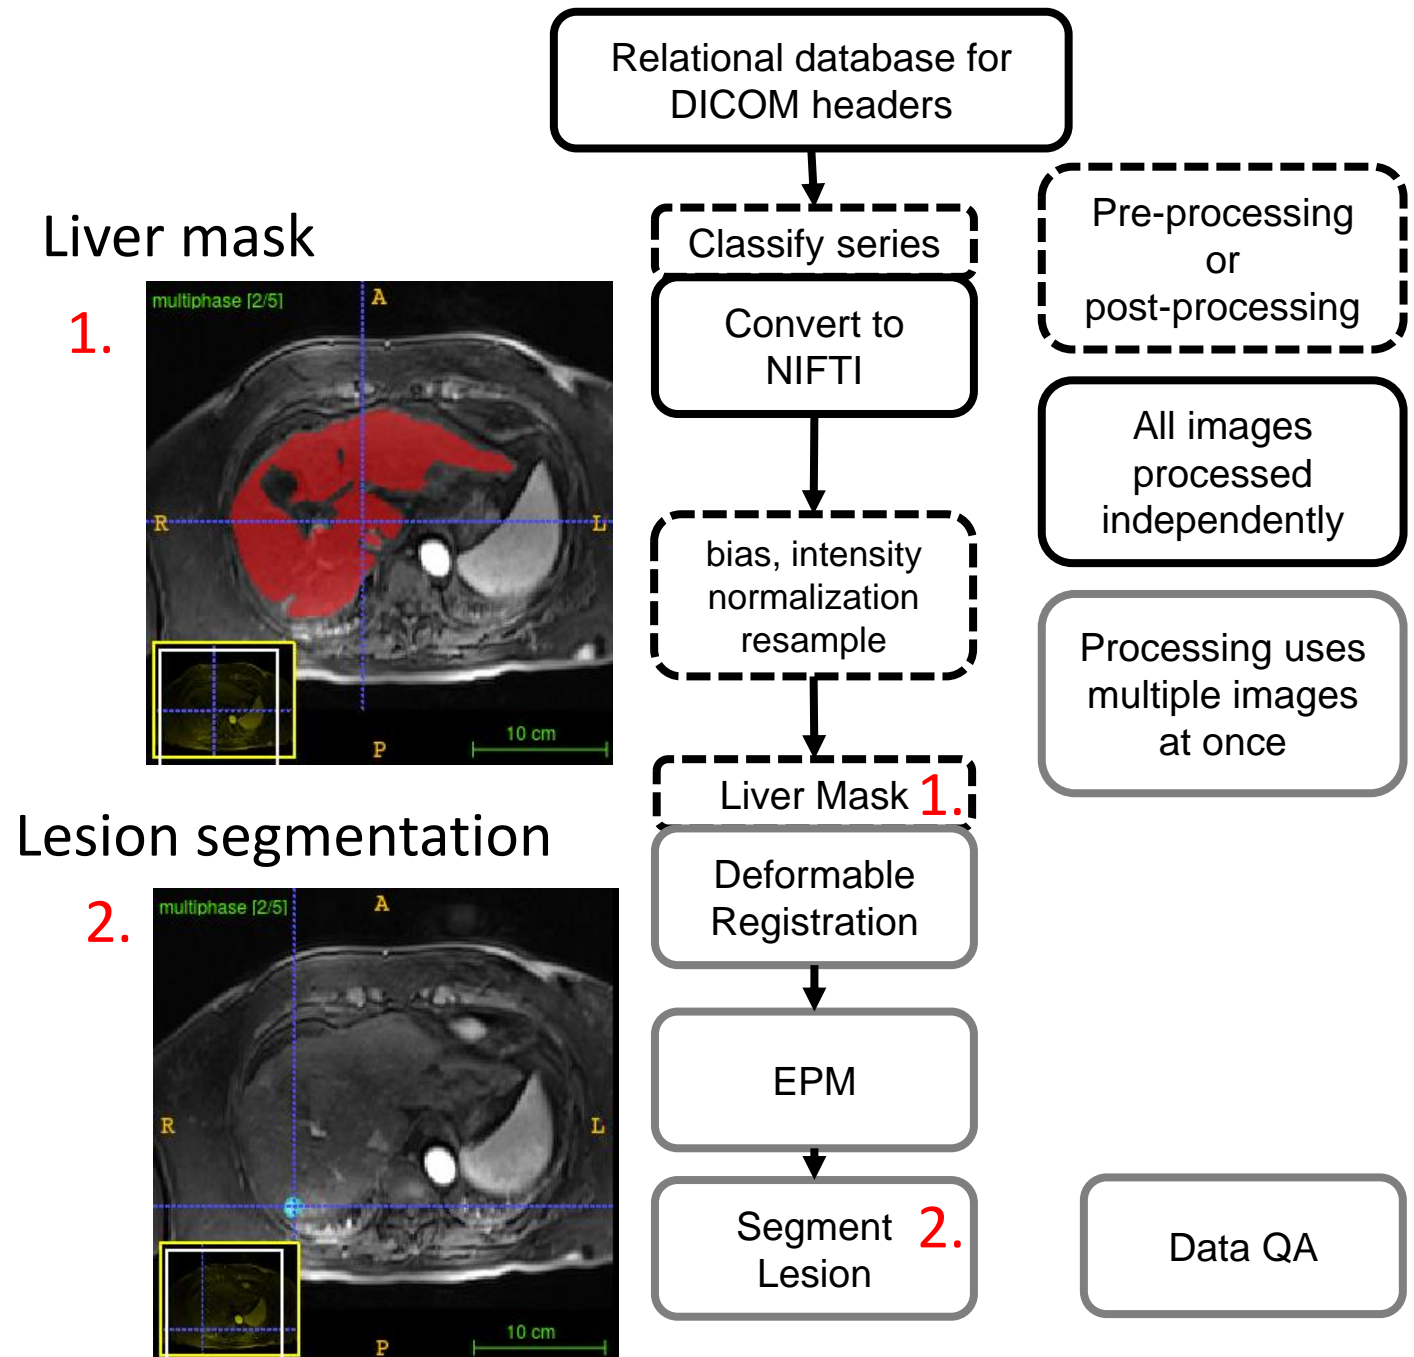 Relational database for
DICOM headers
Liver mask
1.
multiphase [2/5]
A
R
L
P
10 cm
Lesion segmentation
2.
multiphase [2/5]
A
R
L
P
10 cm
Classify series
Convert to
NIFTI
bias, intensity
normalization
resample
Liver Mask 1.
Deformable
Registration
EPM
Segment 2.
Lesion
Pre-processing
or
post-processing
All images
processed
independently
Processing uses
multiple images
at once
Data QA